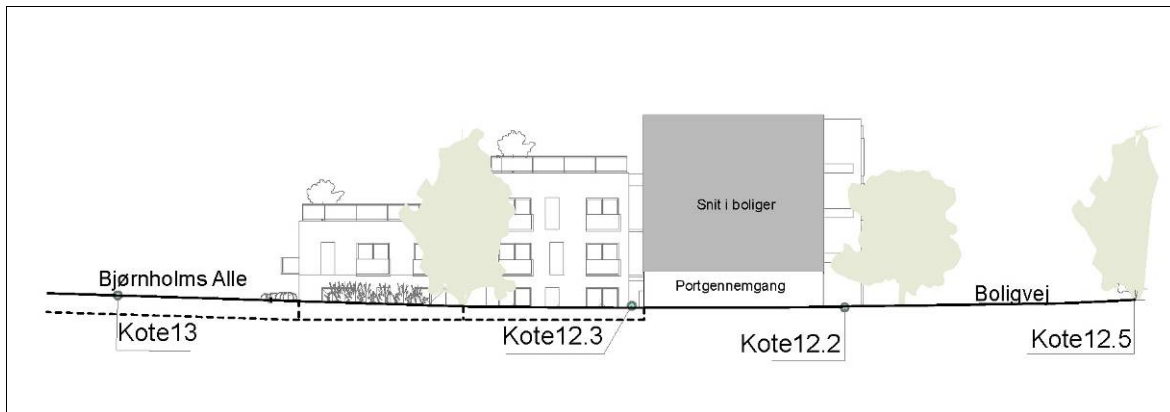 Snit i boliger
Bjørnholms Alle
Portgennemgang
Boligvej
Kote13
Kote12.3
Kote12.2
Kote12.5